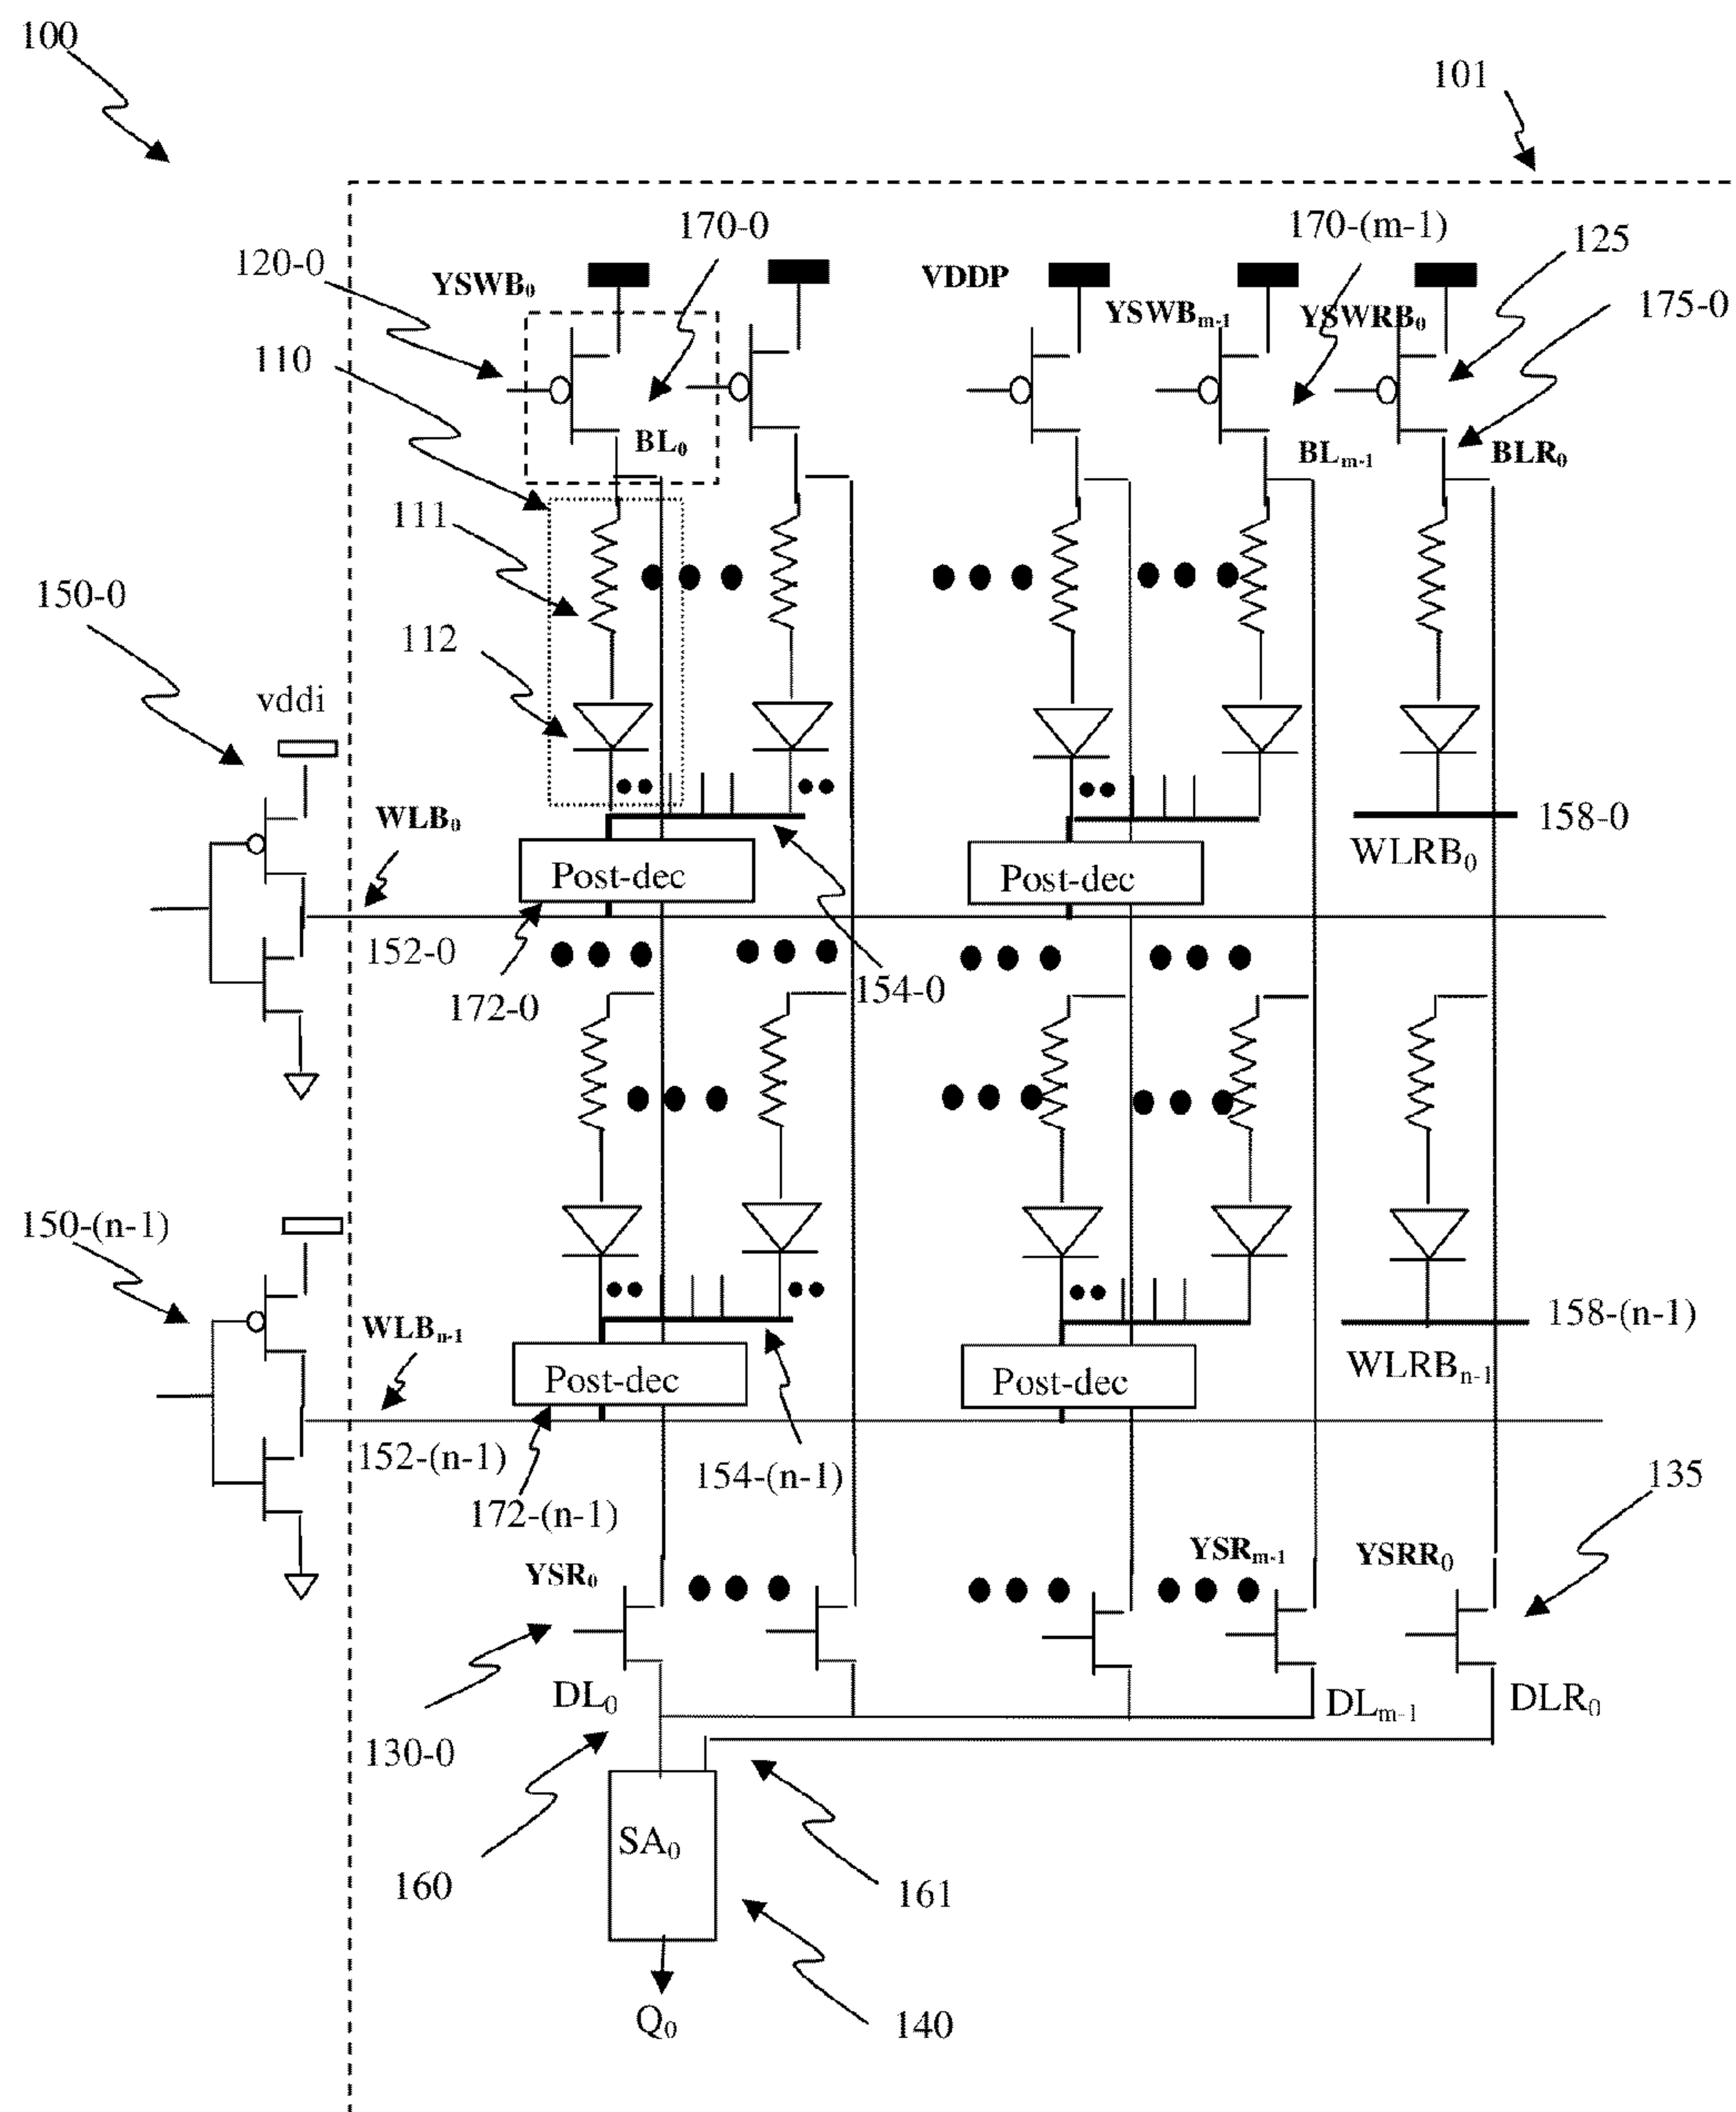 100
101
170-0
170-(m-1)
125
120-0
YSWB0
VDDP
YSWBm-1
YSWRB0
175-0
110
BL0
BLm-1
BLR0
111
150-0
112
vddi
WLB0
158-0
Post-dec
Post-dec
WLRB0
152-0
172-0
154-0
150-(n-1)
WLBn-1
158-(n-1)
Post-dec
Post-dec
WLRBn-1
152-(n-1)
154-(n-1)
135
172-(n-1)
YSR0
YSRm-1
YSRR0
DL0
DLm-1
DLR0
130-0
SA0
160
161
Q0
140